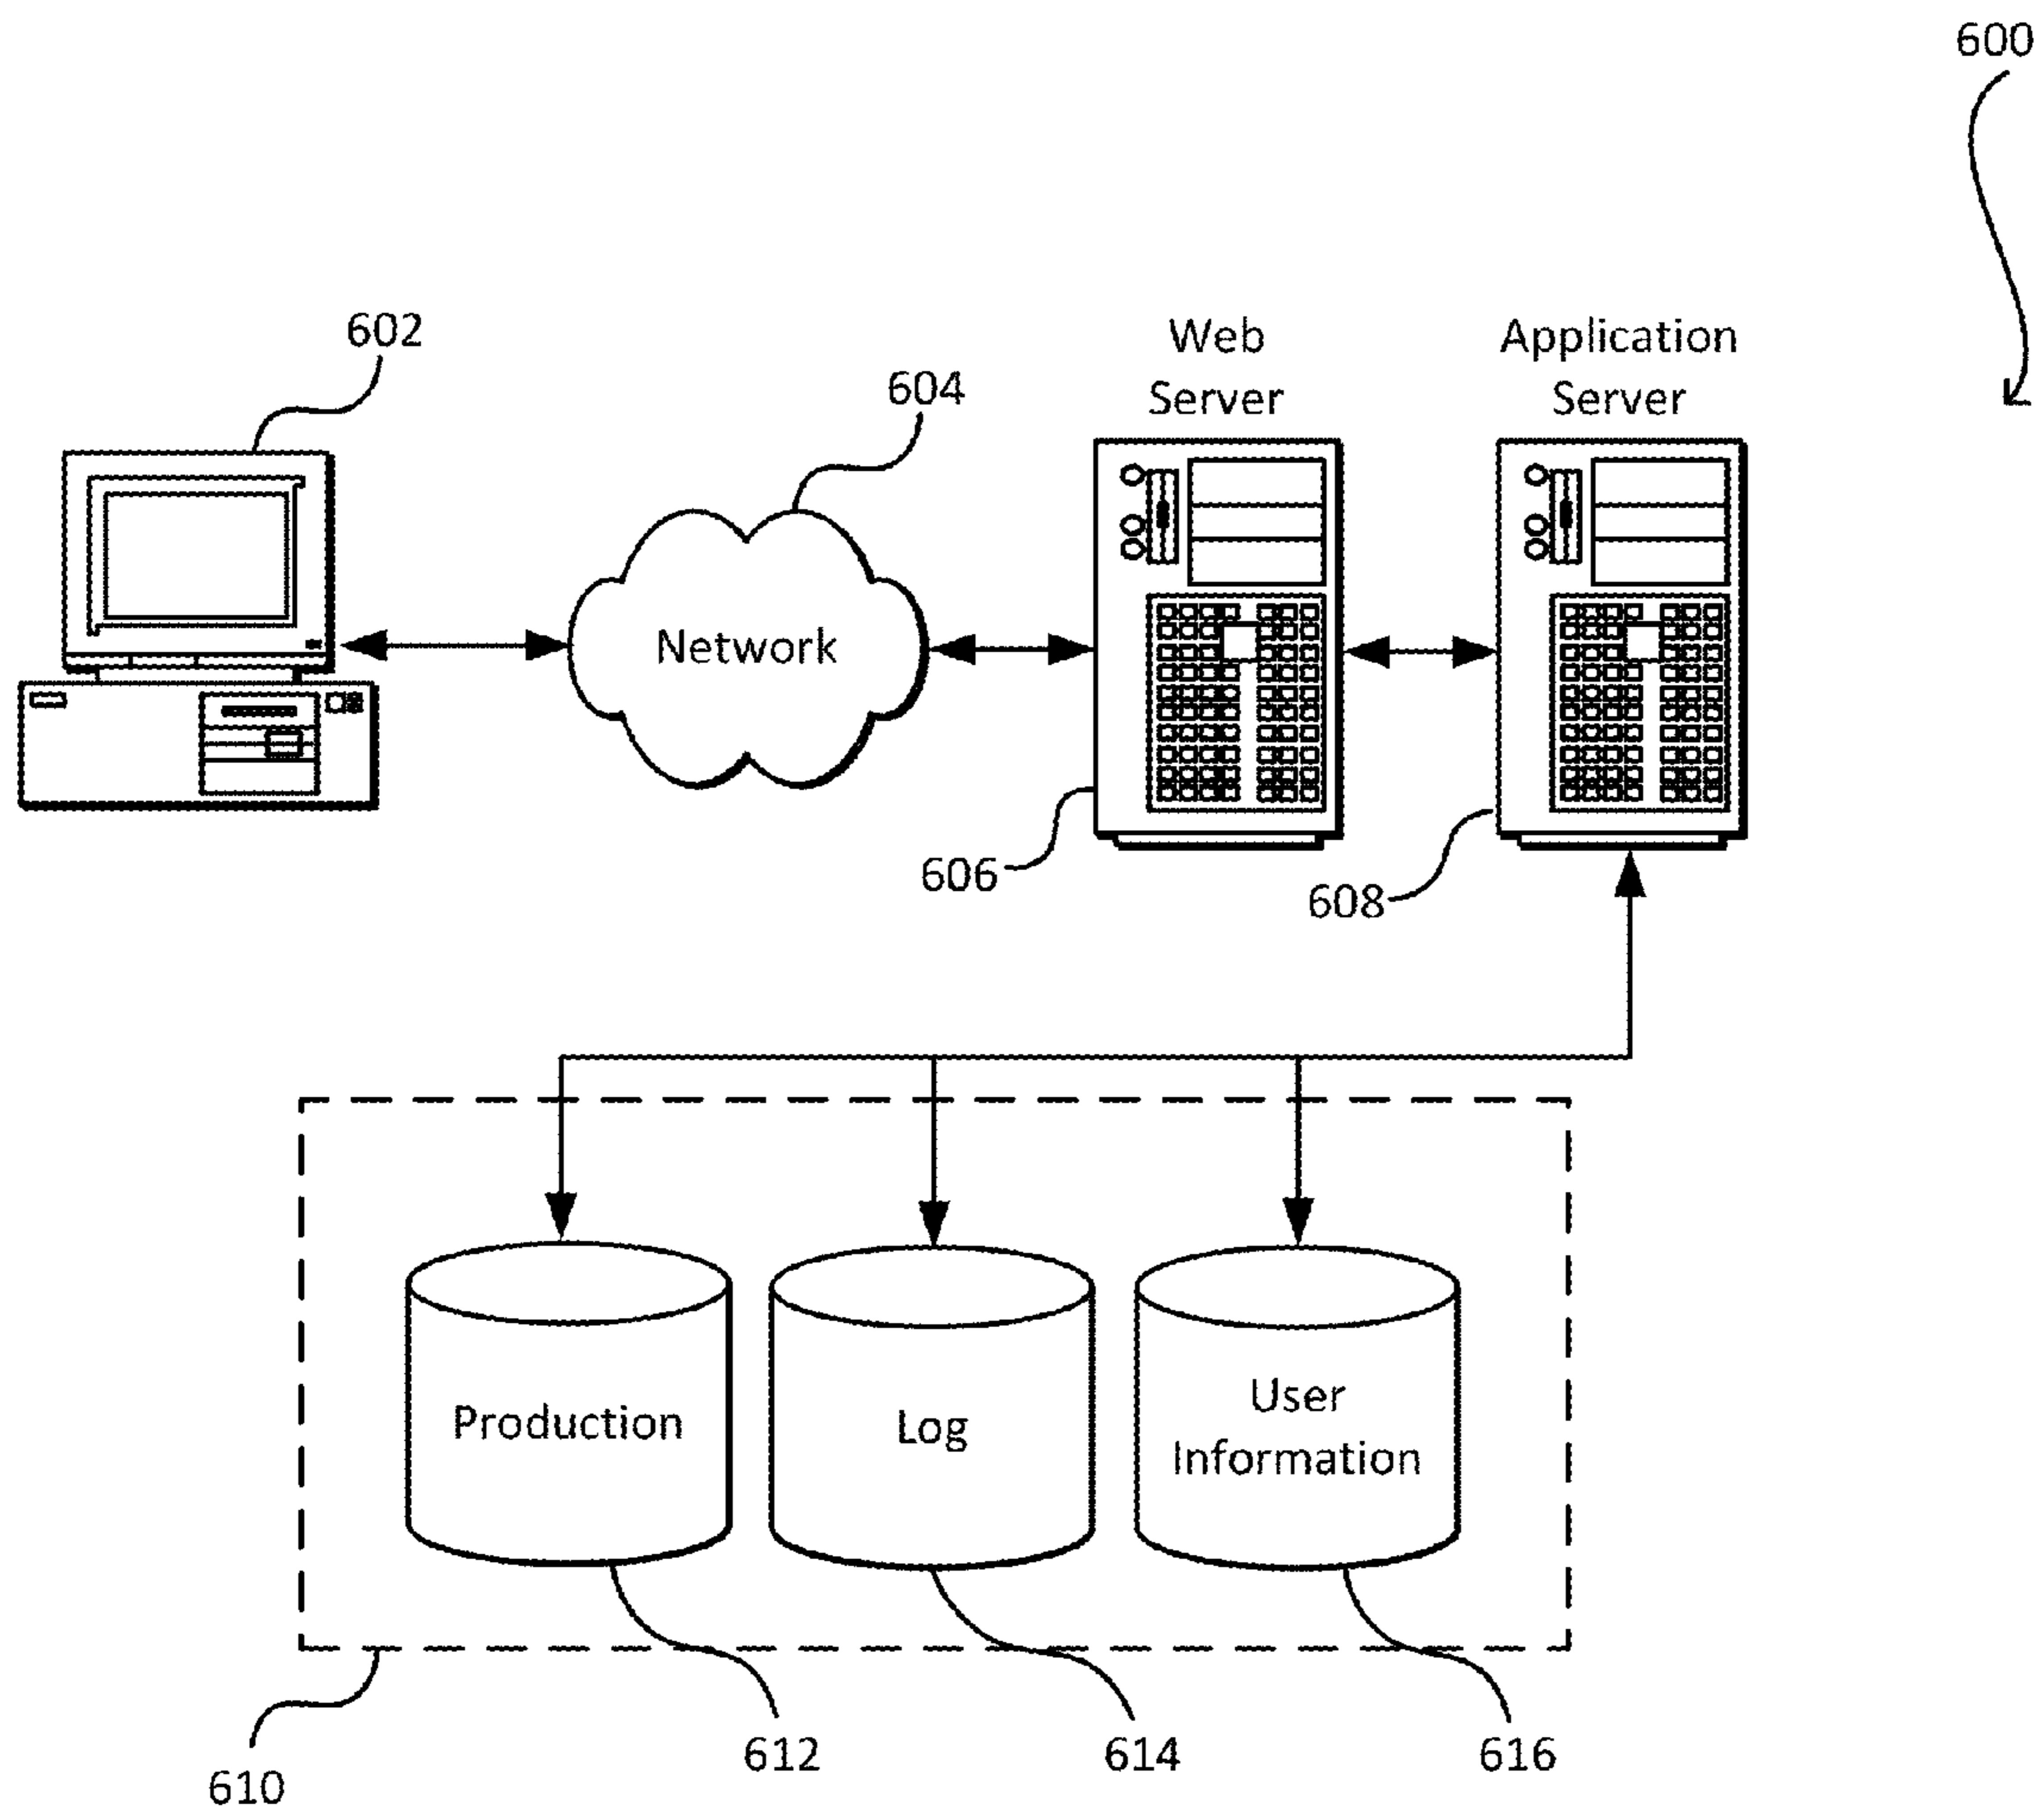 600
602
604
Web
Server
Application
Server
Network
606
608
Production
Log
User
Information
610
612
614
616